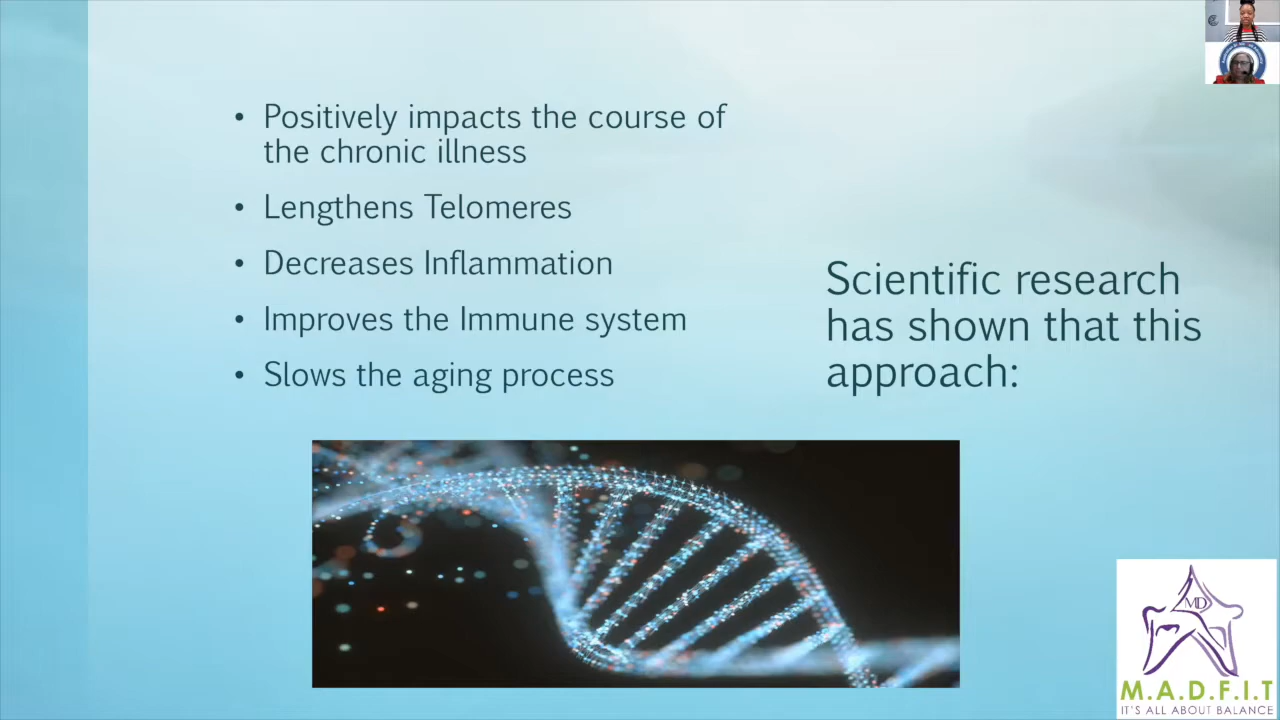 • Positively impacts the course of
the chronic illness
• Lengthens Telomeres
• Decreases Inflammation
• Improves the Immune system
• Slows the aging process
Scientific research
has shown that this
approach:
MD
M.A.D.F.I.T
IT'S ALL ABOUT BALANCE